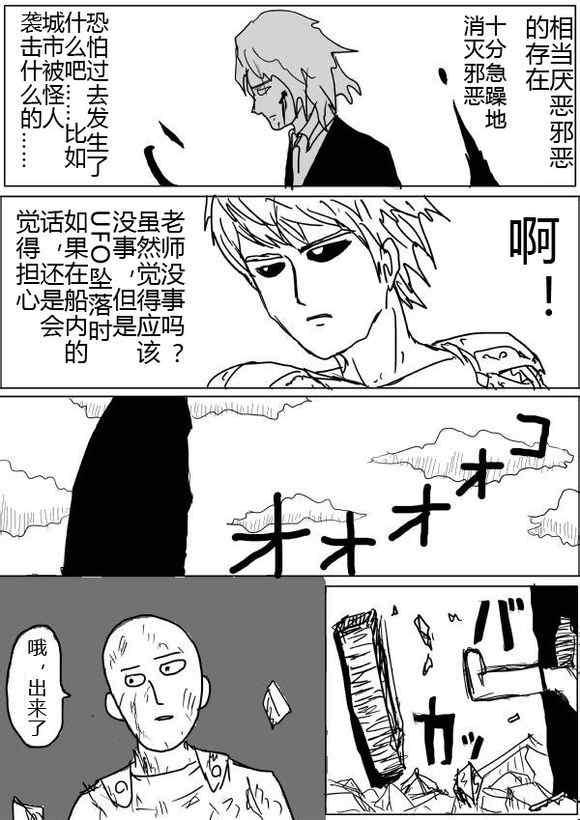 相当厌恶邪恶
的存在
十分急躁地
消灭邪恶
恐怕过去发生了
什么吧……比如
城市被怪人
袭击什么的……
啊！
老师没事吗？
虽然觉得应该
没事，但是
UFO坠落时
如果在船内的
话，还是会
觉得担心
コオオオオ
バカッ
哦，出来了